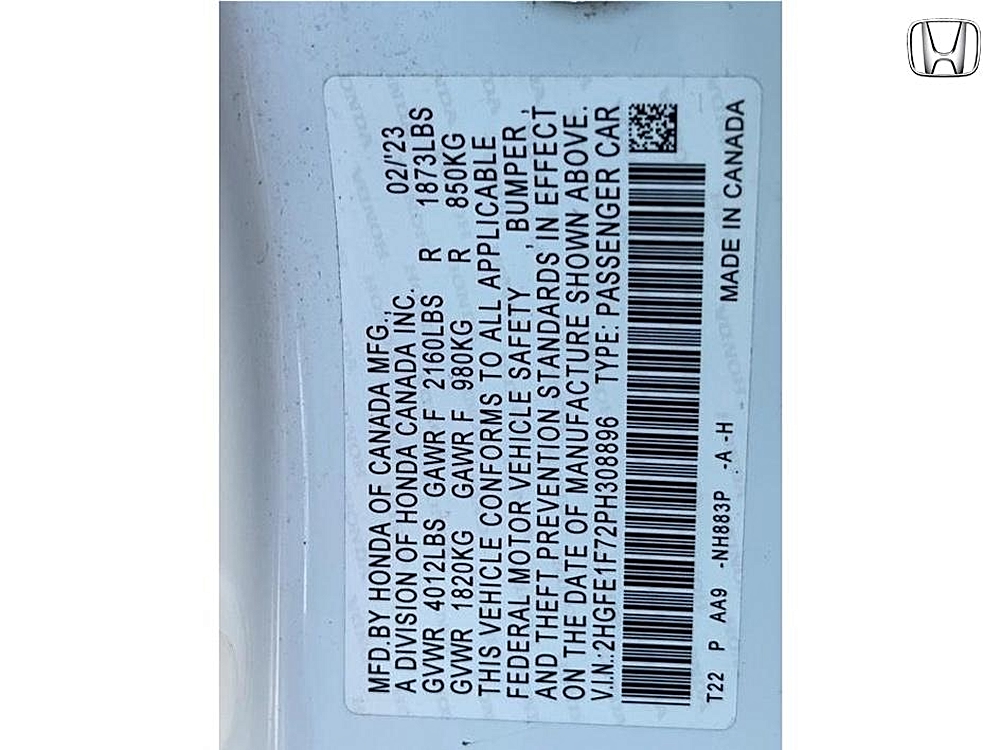 MFD.BY HONDA OF CANADA MFG.,
A DIVISION OF HONDA CANADA INC. 02/'23
GVWR 4012LBS GAWR F 2160LBS R 1873LBS
GVWR 1820KG GAWR F 980KG R 850KG
THIS VEHICLE CONFORMS TO ALL APPLICABLE
FEDERAL MOTOR VEHICLE SAFETY , BUMPER ,
AND THEFT PREVENTION STANDARDS IN EFFECT
ON THE DATE OF MANUFACTURE SHOWN ABOVE.
V.I.N.:2HGFE1F72PH308896 TYPE: PASSENGER CAR
T22 P AA9 -NH883P -A -H MADE IN CANADA